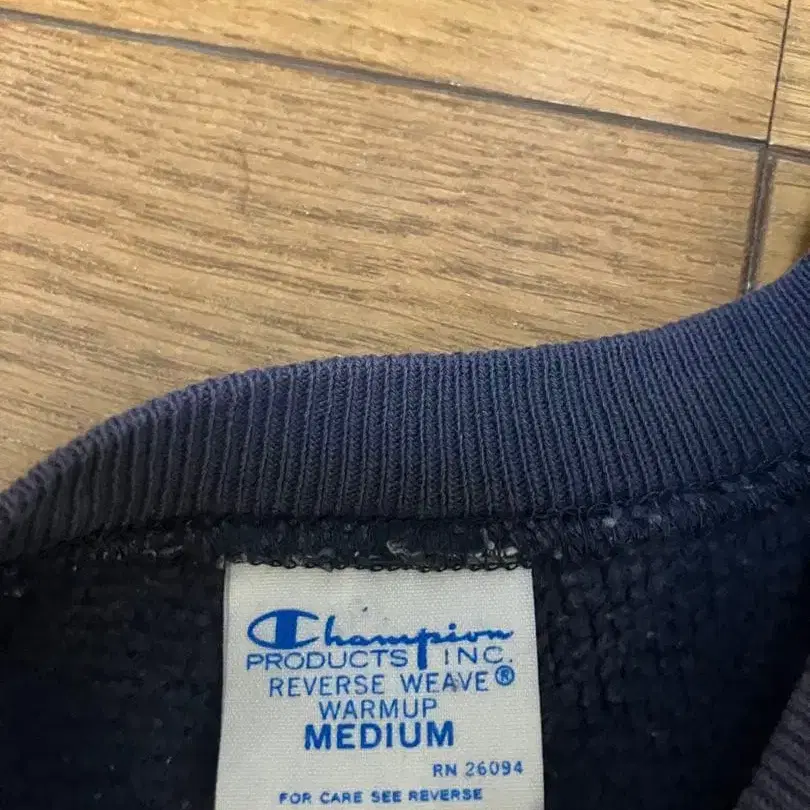 Champion
PRODUCTS INC.
REVERSE WEAVE®
WARMUP
MEDIUM
RN 26094
FOR CARE SEE REVERSE